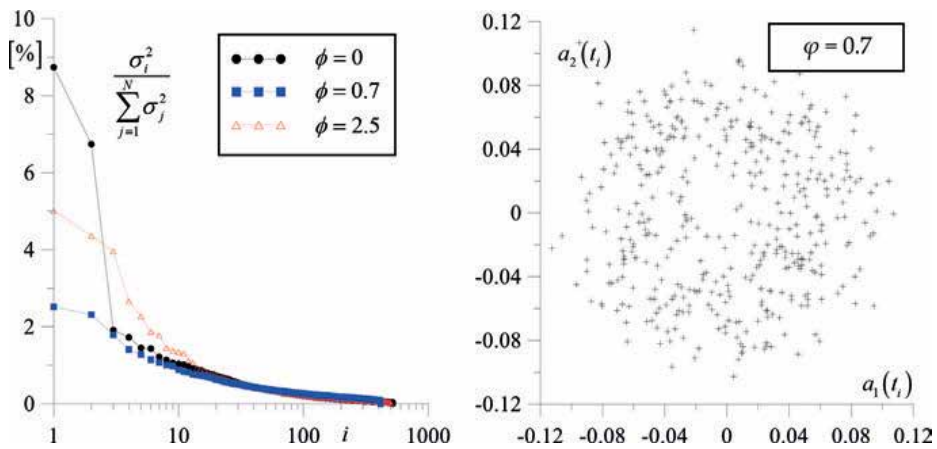 10
[%]
8
6
4
2
0
σ_i^2 / ∑_{j=1}^{N} σ_j^2
ϕ = 0
ϕ = 0.7
ϕ = 2.5
1 10 100 i 1000
0.12
0.08
0.04
0
-0.04
-0.08
-0.12
a_2(t_i)
φ = 0.7
a_1(t_i)
-0.12 -0.08 -0.04 0 0.04 0.08 0.12